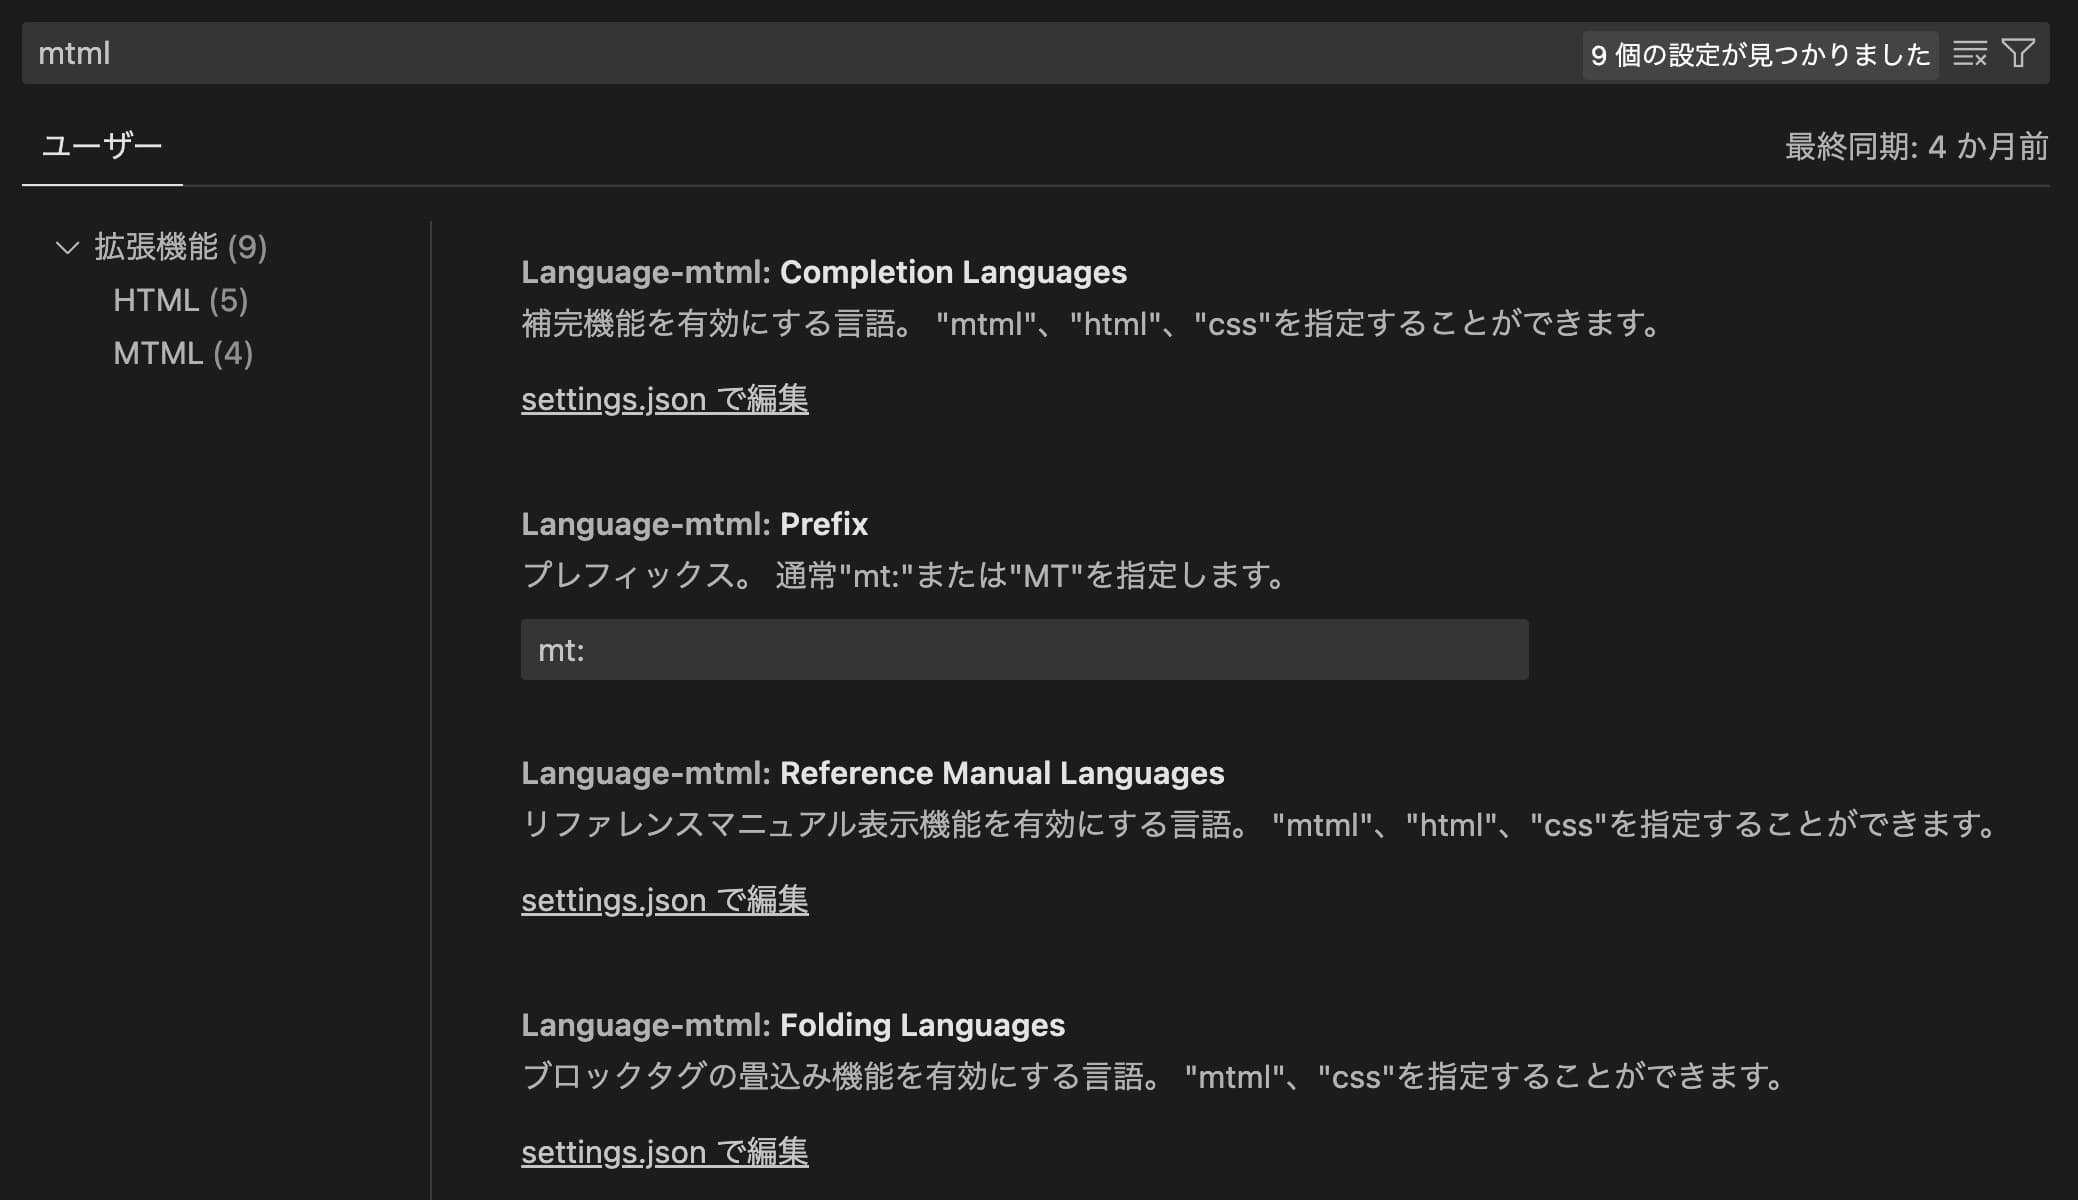 mtml
9 個の設定が見つかりました
ユーザー
最終同期: 4 か月前
拡張機能 (9)
HTML (5)
MTML (4)
Language-mtml: Completion Languages
補完機能を有効にする言語。 "mtml"、"html"、"css"を指定することができます。
settings.json で編集
Language-mtml: Prefix
プレフィックス。 通常"mt:"または"MT"を指定します。
mt:
Language-mtml: Reference Manual Languages
リファレンスマニュアル表示機能を有効にする言語。 "mtml"、"html"、"css"を指定することができます。
settings.json で編集
Language-mtml: Folding Languages
ブロックタグの畳込み機能を有効にする言語。 "mtml"、"css"を指定することができます。
settings.json で編集